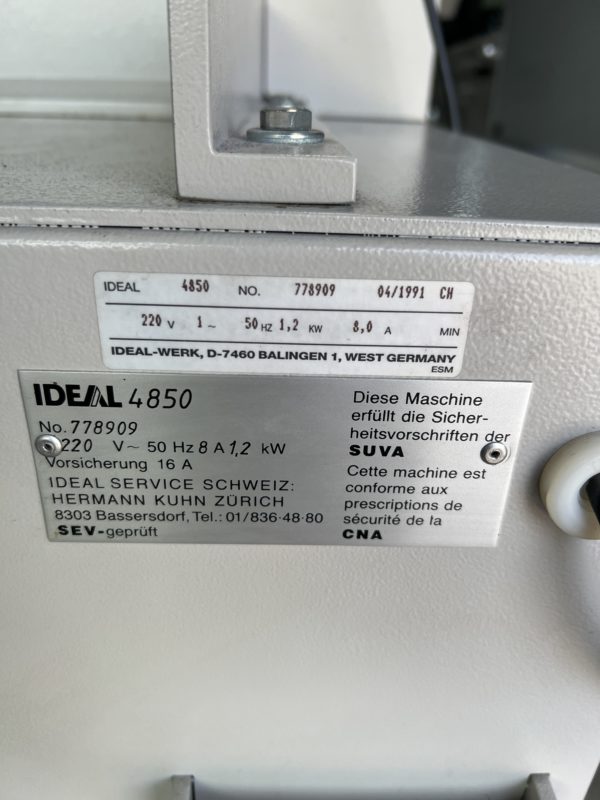 IDEAL 4850 NO. 778909 04/1991 CH
220 V 1~ 50 HZ 1,2 KW 8,0 A MIN
IDEAL-WERK, D-7460 BALINGEN 1, WEST GERMANY
ESM
IDEAL 4850
No. 778909
220 V~ 50 Hz 8 A 1,2 kW
Vorsicherung 16 A
IDEAL SERVICE SCHWEIZ:
HERMANN KUHN ZÜRICH
8303 Bassersdorf, Tel.: 01/836·48·80
SEV-geprüft
Diese Maschine
erfüllt die Sicher-
heitsvorschriften der
SUVA
Cette machine est
conforme aux
prescriptions de
sécurité de la
CNA